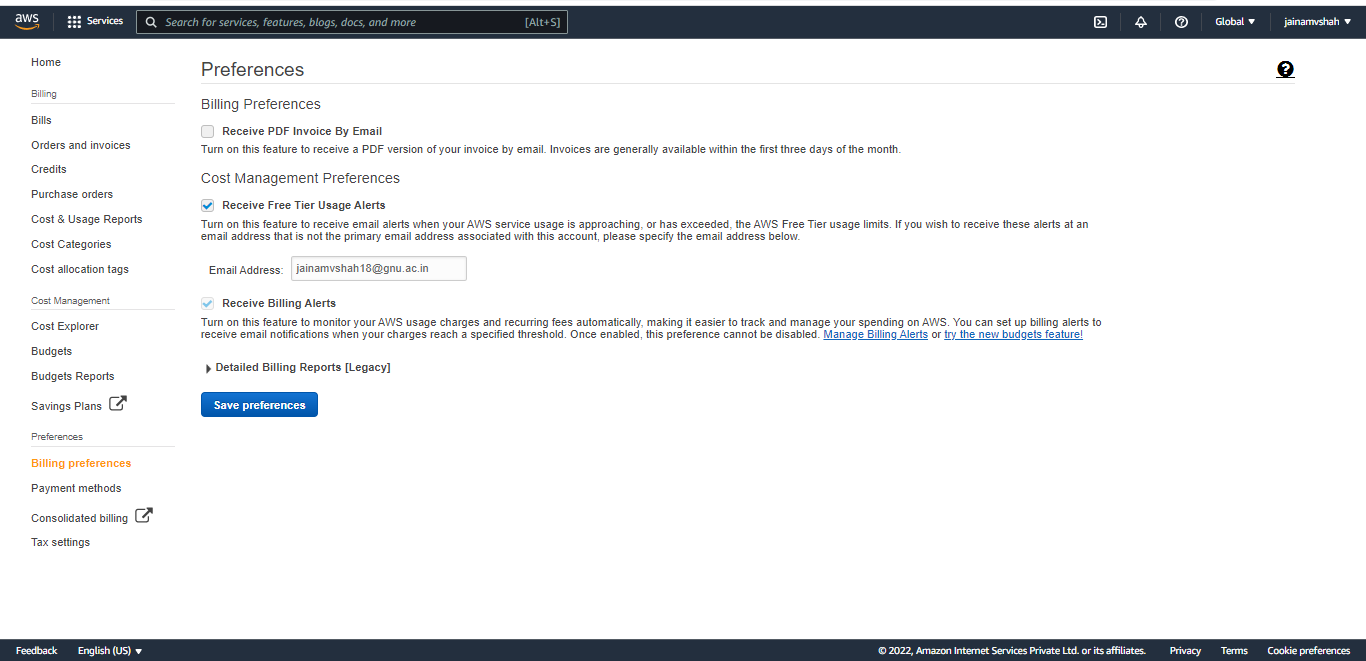 aws
Services
Search for services, features, blogs, docs, and more [Alt+S]
Global ▼
jainamvshah ▼
Home
Billing
Bills
Orders and invoices
Credits
Purchase orders
Cost & Usage Reports
Cost Categories
Cost allocation tags
Cost Management
Cost Explorer
Budgets
Budgets Reports
Savings Plans
Preferences
Billing preferences
Payment methods
Consolidated billing
Tax settings
Preferences
Billing Preferences
Receive PDF Invoice By Email
Turn on this feature to receive a PDF version of your invoice by email. Invoices are generally available within the first three days of the month.
Cost Management Preferences
Receive Free Tier Usage Alerts
Turn on this feature to receive email alerts when your AWS service usage is approaching, or has exceeded, the AWS Free Tier usage limits. If you wish to receive these alerts at an
email address that is not the primary email address associated with this account, please specify the email address below.
Email Address: jainamvshah18@gnu.ac.in
Receive Billing Alerts
Turn on this feature to monitor your AWS usage charges and recurring fees automatically, making it easier to track and manage your spending on AWS. You can set up billing alerts to
receive email notifications when your charges reach a specified threshold. Once enabled, this preference cannot be disabled. Manage Billing Alerts or try the new budgets feature!
Detailed Billing Reports [Legacy]
Save preferences
Feedback
English (US) ▼
© 2022, Amazon Internet Services Private Ltd. or its affiliates.
Privacy
Terms
Cookie preferences